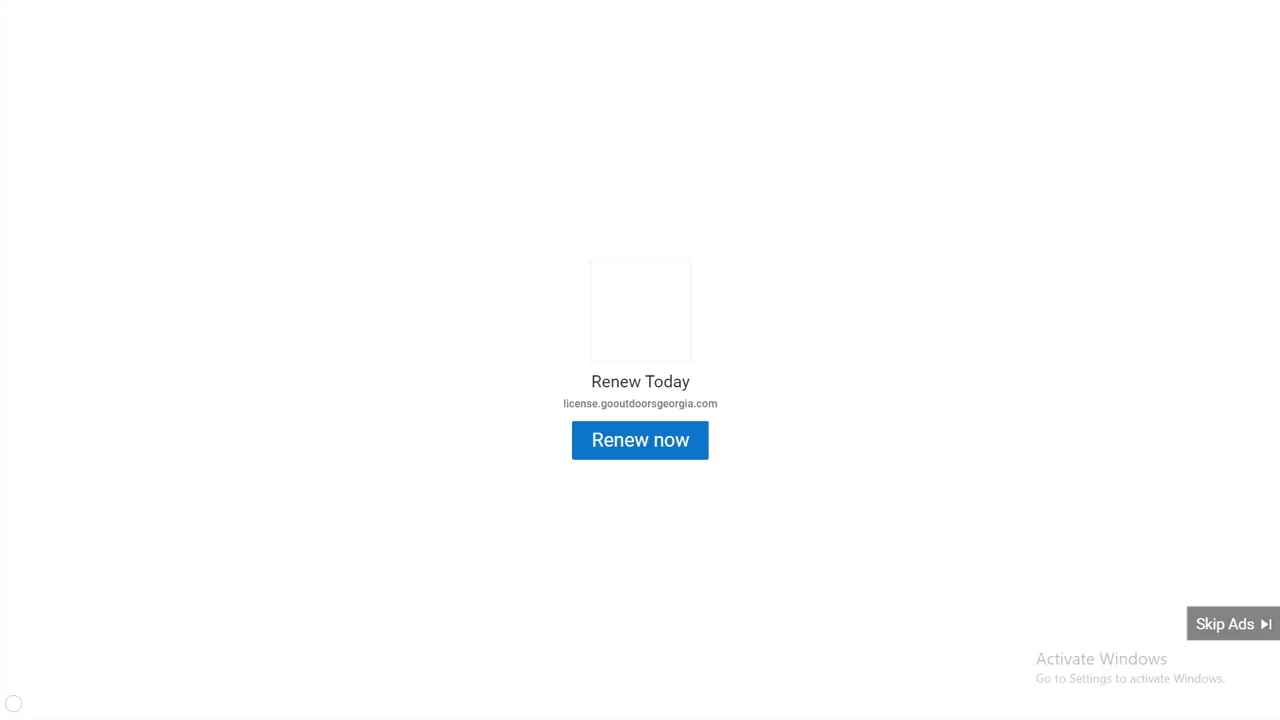 Renew Today
license.gooutdoorsgeorgia.com
Renew now
Skip Ads
Activate Windows
Go to Settings to activate Windows.